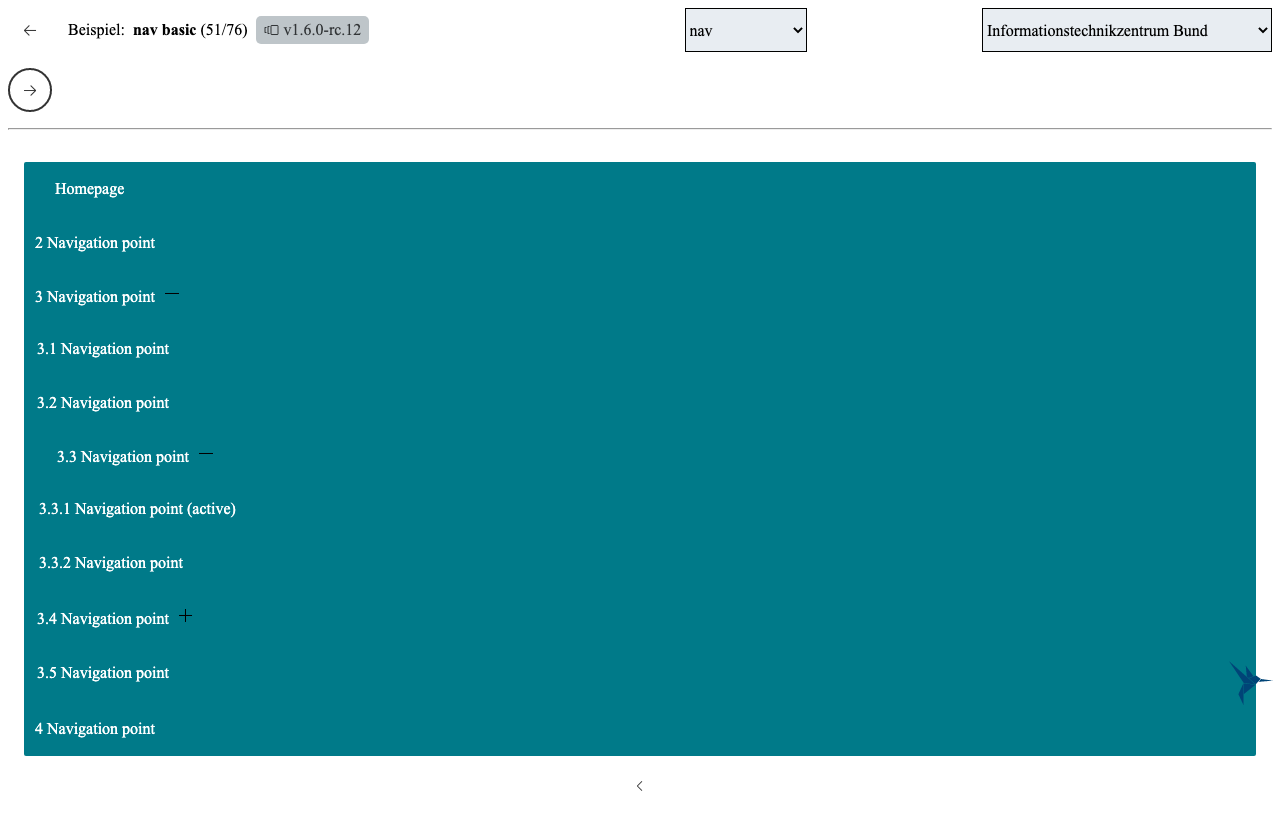 Beispiel: nav basic (51/76) v1.6.0-rc.12 nav Informationstechnikzentrum Bund
Homepage
2 Navigation point
3 Navigation point
3.1 Navigation point
3.2 Navigation point
3.3 Navigation point
3.3.1 Navigation point (active)
3.3.2 Navigation point
3.4 Navigation point
3.5 Navigation point
4 Navigation point